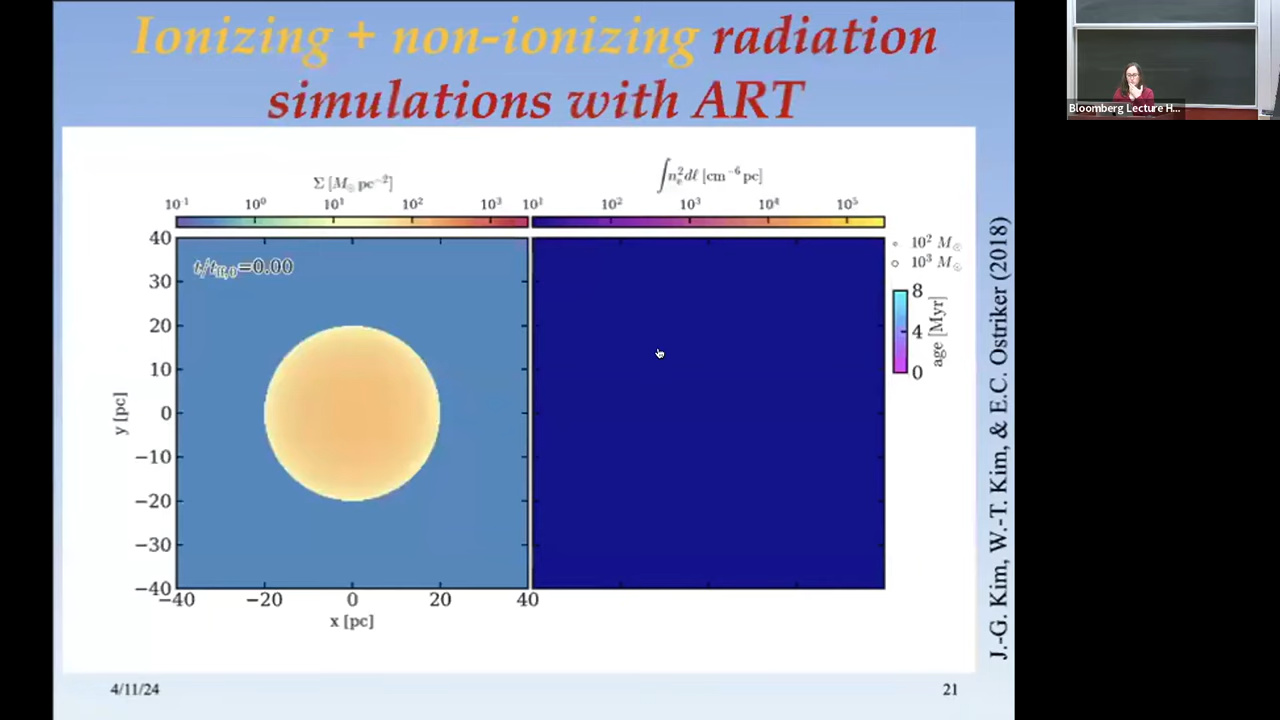 Ionizing + non-ionizing radiation
simulations with ART
Bloomberg Lecture H...
Σ [M⊙ pc⁻²]
∫nₑ²dℓ [cm⁻⁶ pc]
10⁻¹ 10⁰ 10¹ 10² 10³
10¹ 10² 10³ 10⁴ 10⁵
t/t_ff,0=0.00
10² M⊙
10³ M⊙
8
4
0
age [Myr]
40
30
20
10
0
−10
−20
−30
−40
y [pc]
−40 −20 0 20 40
x [pc]
J.-G. Kim, W.-T. Kim, & E.C. Ostriker (2018)
4/11/24
21